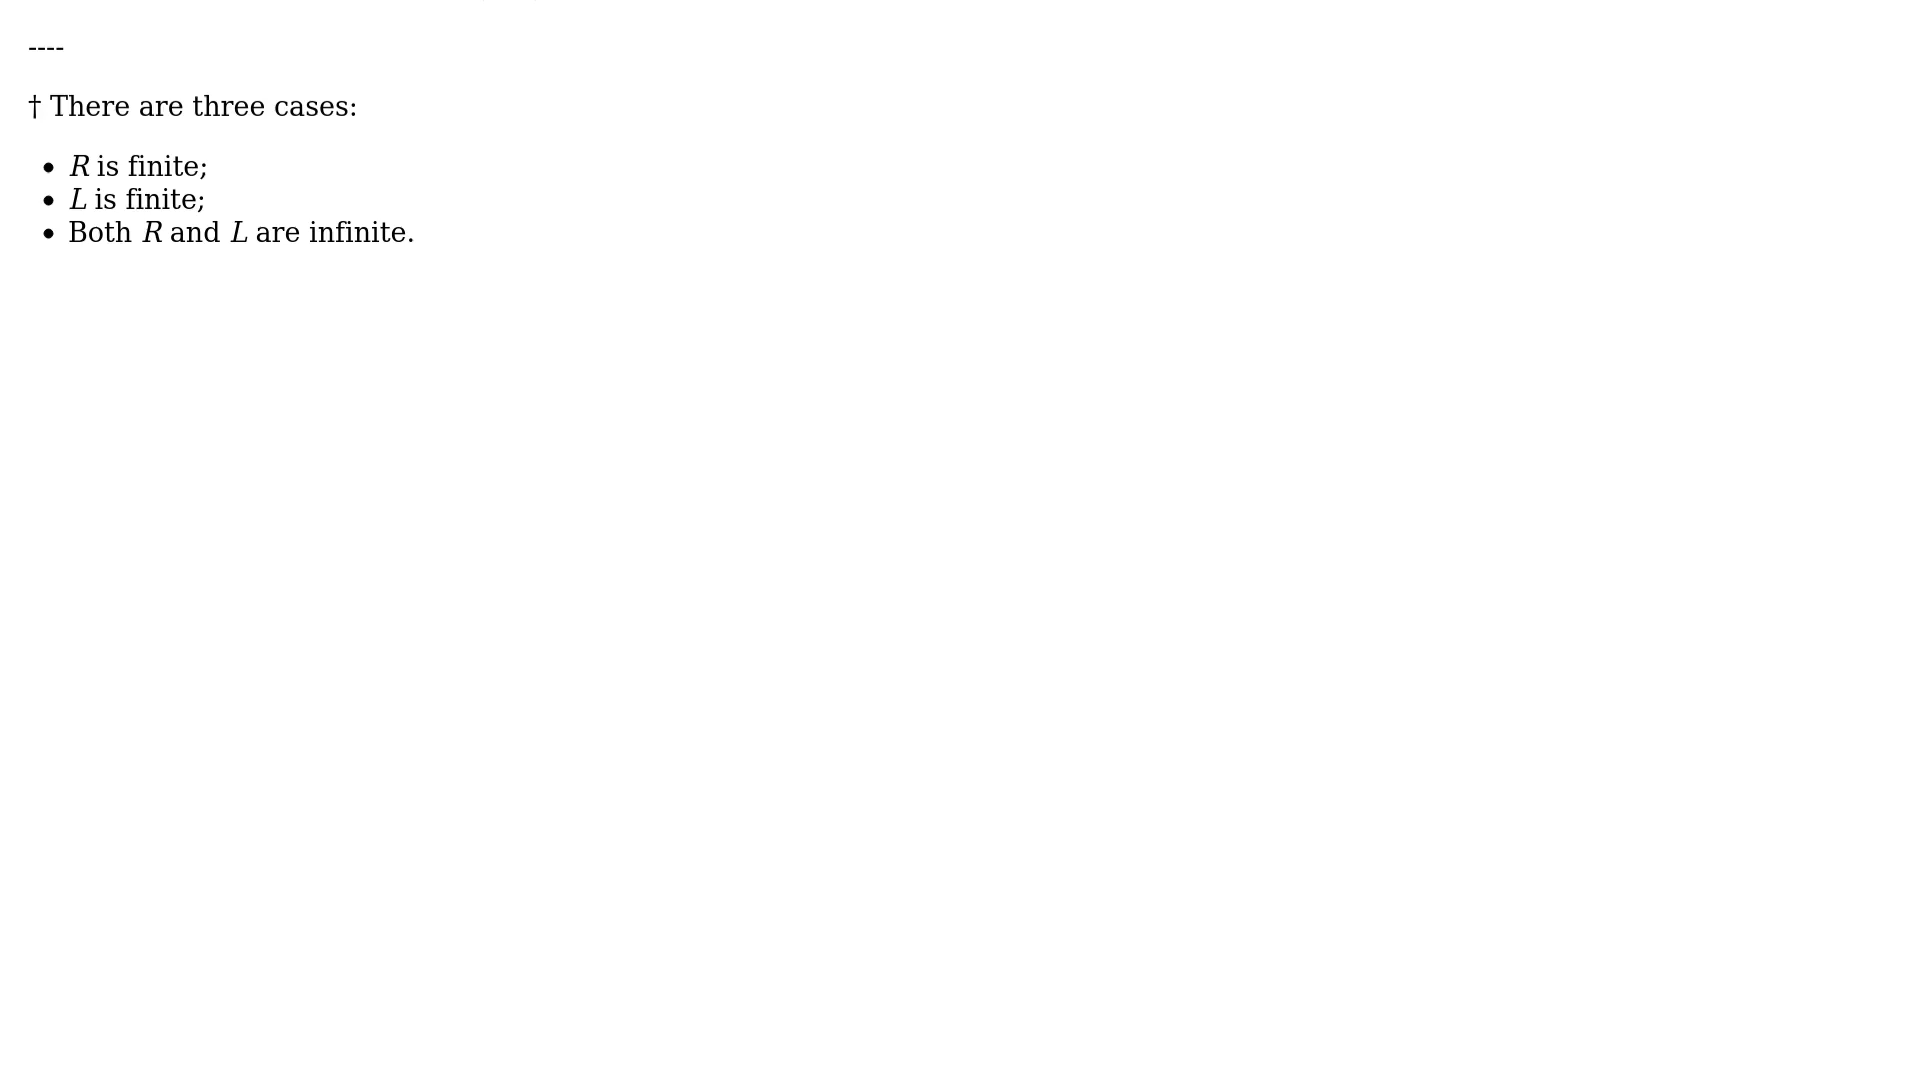 ----
† There are three cases:
• R is finite;
• L is finite;
• Both R and L are infinite.